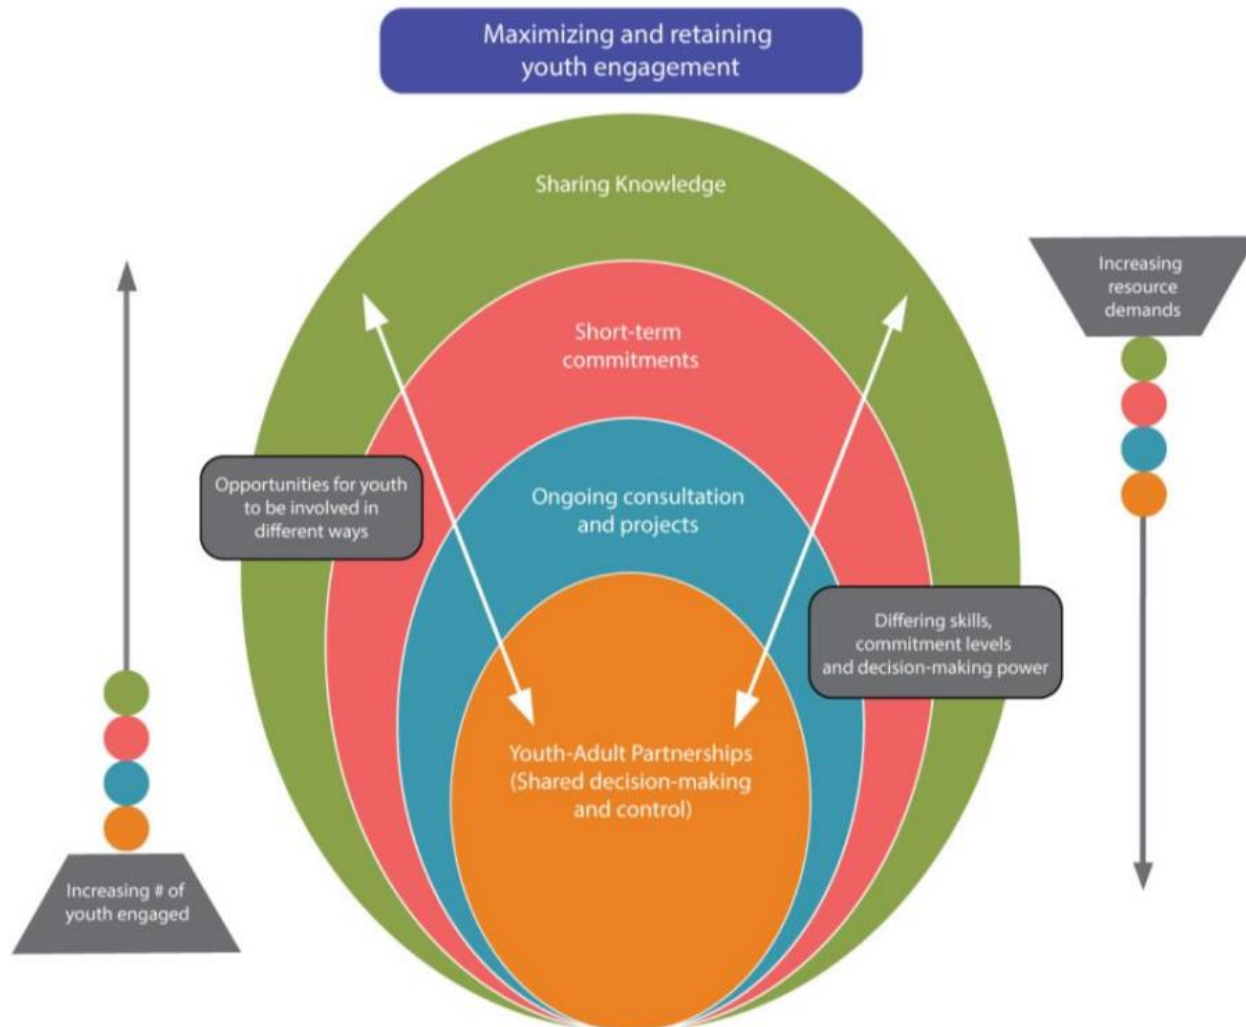 Maximizing and retaining
youth engagement
Sharing Knowledge
Increasing
resource
demands
Short-term
commitments
Opportunities for youth
to be involved in
different ways
Ongoing consultation
and projects
Differing skills,
commitment levels
and decision-making power
Youth-Adult Partnerships
(Shared decision-making
and control)
Increasing # of
youth engaged